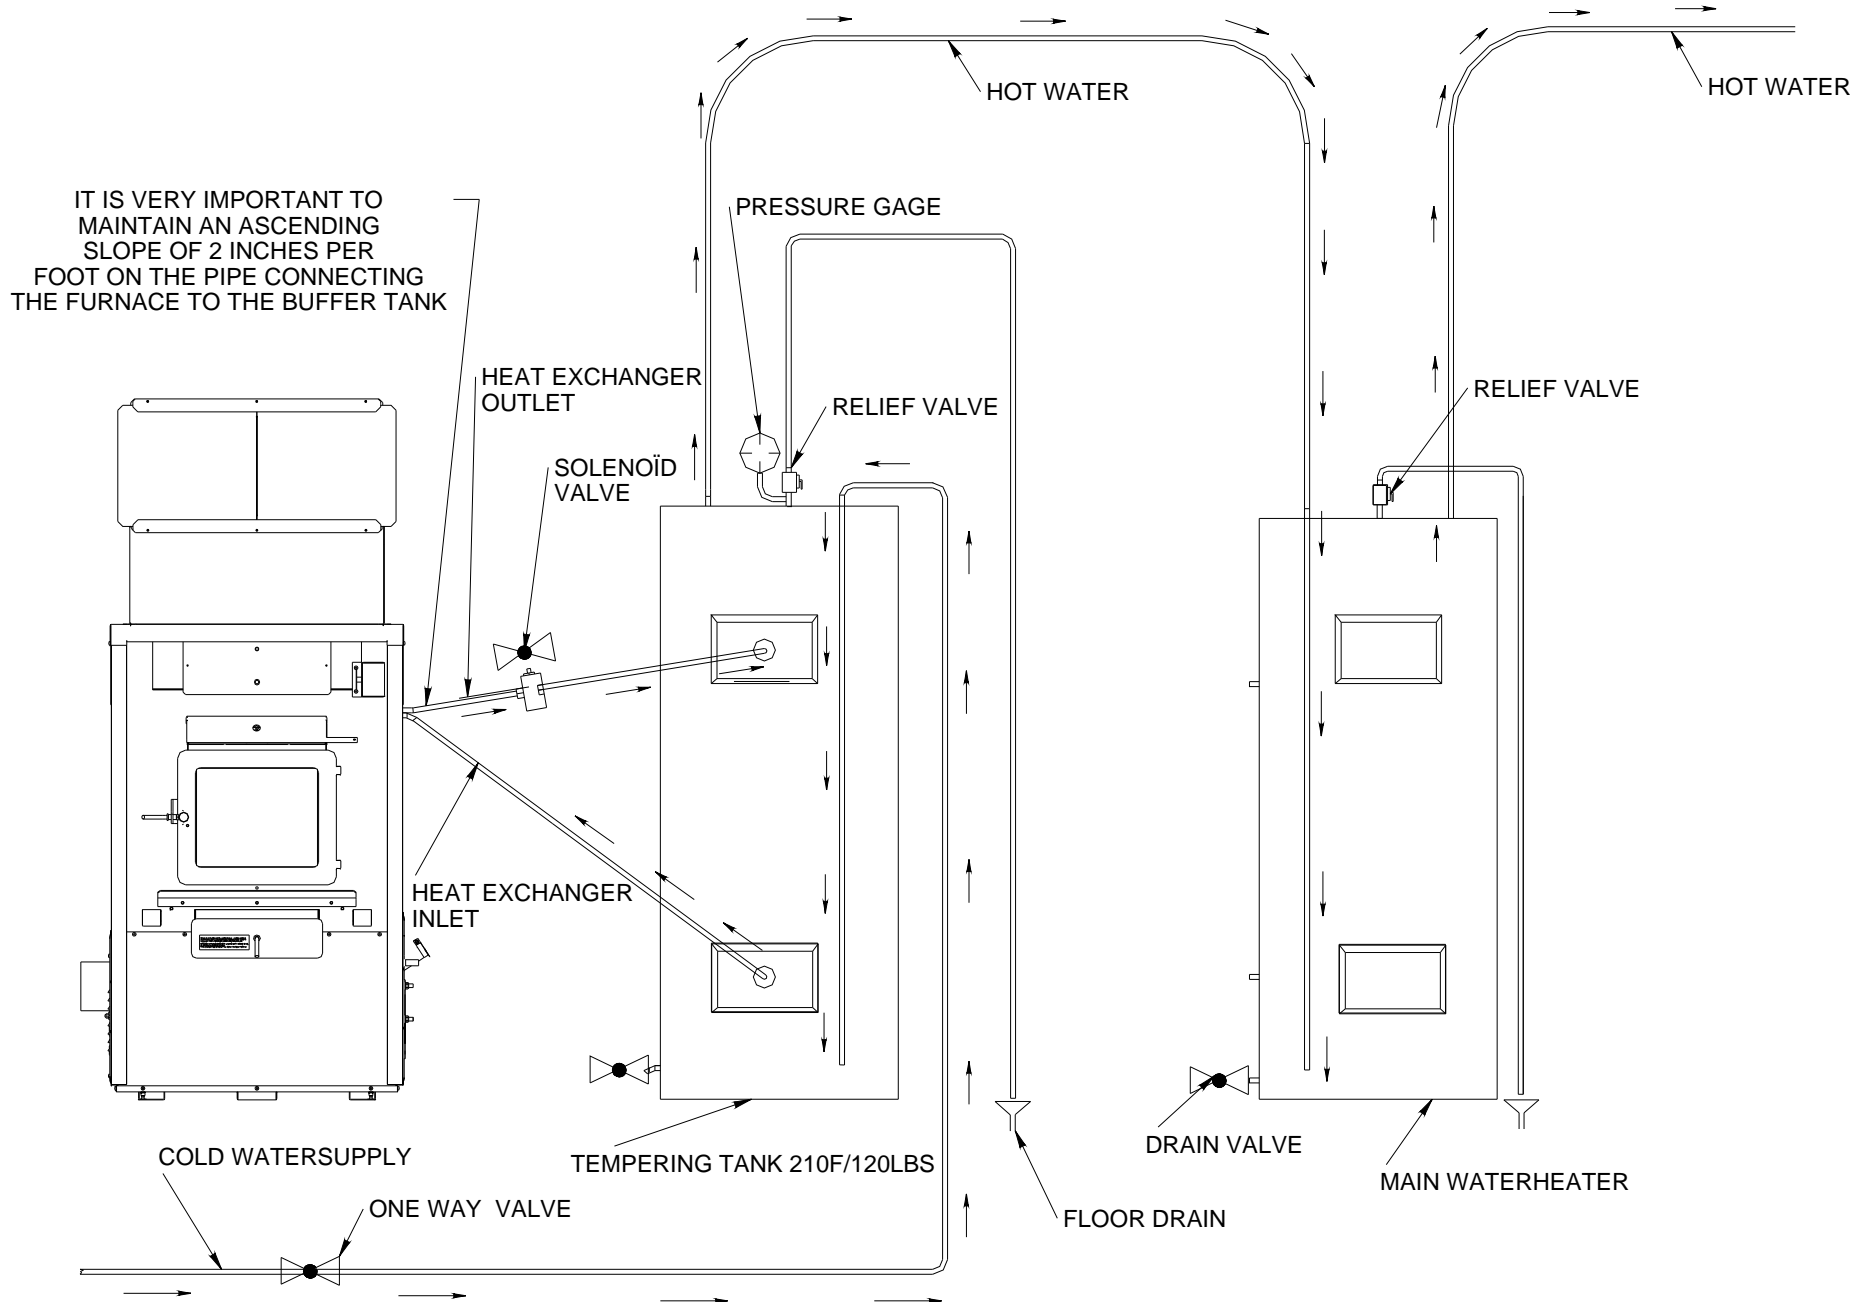 HOT WATER
HOT WATER
IT IS VERY IMPORTANT TO
MAINTAIN AN ASCENDING
SLOPE OF 2 INCHES PER
FOOT ON THE PIPE CONNECTING
THE FURNACE TO THE BUFFER TANK
PRESSURE GAGE
HEAT EXCHANGER
OUTLET
RELIEF VALVE
RELIEF VALVE
SOLENOÏD
VALVE
HEAT EXCHANGER
INLET
DRAIN VALVE
COLD WATERSUPPLY
TEMPERING TANK 210F/120LBS
MAIN WATERHEATER
ONE WAY  VALVE
FLOOR DRAIN